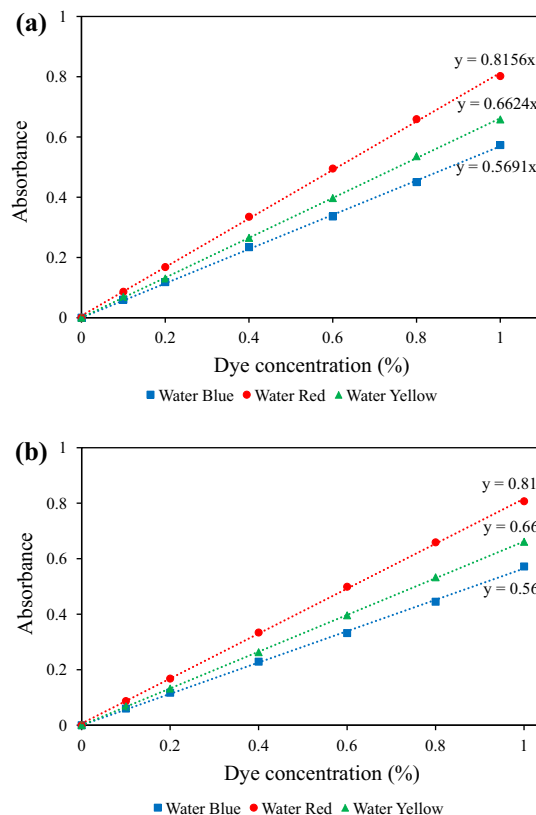 (a)
1
0.8
0.6
0.4
0.2
0
Absorbance
y = 0.8156x
y = 0.6624x
y = 0.5691x
0 0.2 0.4 0.6 0.8 1
Dye concentration (%)
Water Blue Water Red Water Yellow
(b)
1
0.8
0.6
0.4
0.2
0
Absorbance
y = 0.81
y = 0.66
y = 0.56
0 0.2 0.4 0.6 0.8 1
Dye concentration (%)
Water Blue Water Red Water Yellow